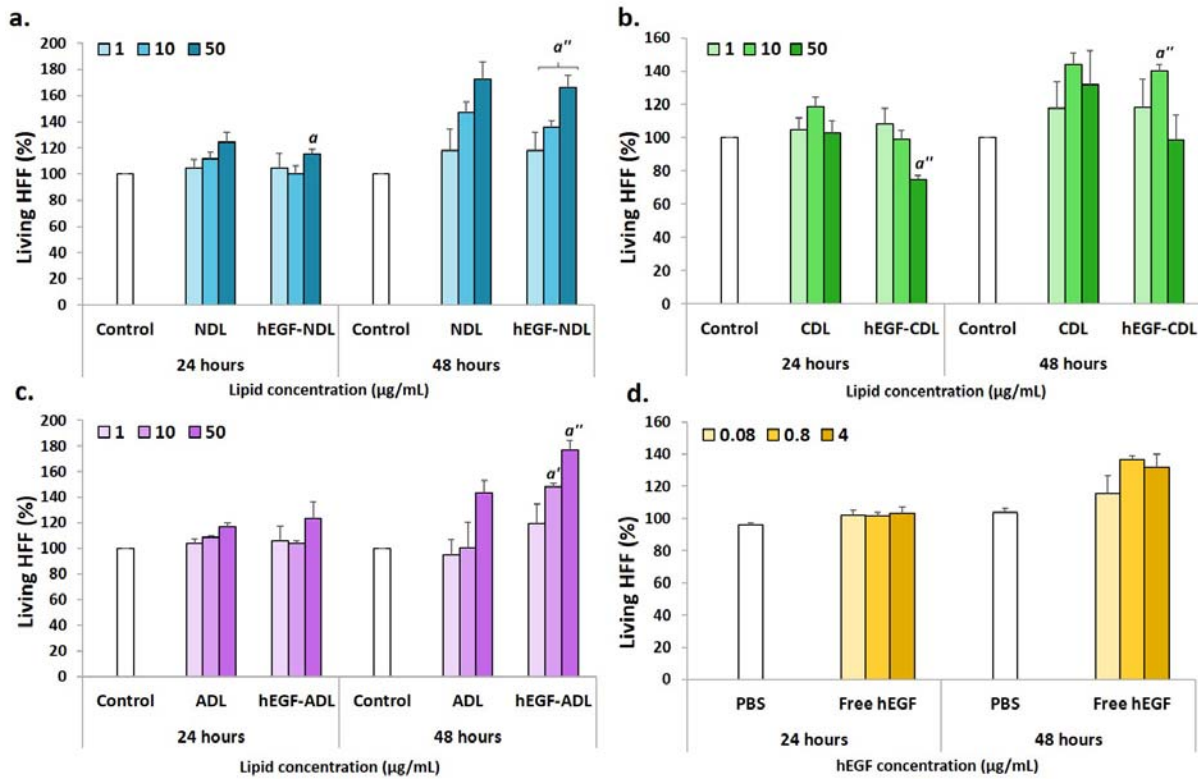 a.
1 10 50
a''
a
Living HFF (%)
200
180
160
140
120
100
80
60
40
20
0
Control NDL hEGF-NDL Control NDL hEGF-NDL
24 hours 48 hours
Lipid concentration (µg/mL)
b.
1 10 50
a''
a''
Living HFF (%)
160
140
120
100
80
60
40
20
0
Control CDL hEGF-CDL Control CDL hEGF-CDL
24 hours 48 hours
Lipid concentration (µg/mL)
c.
1 10 50
a''
a'
Living HFF (%)
200
180
160
140
120
100
80
60
40
20
0
Control ADL hEGF-ADL Control ADL hEGF-ADL
24 hours 48 hours
Lipid concentration (µg/mL)
d.
0.08 0.8 4
Living HFF (%)
160
140
120
100
80
60
40
20
0
PBS Free hEGF PBS Free hEGF
24 hours 48 hours
hEGF concentration (µg/mL)